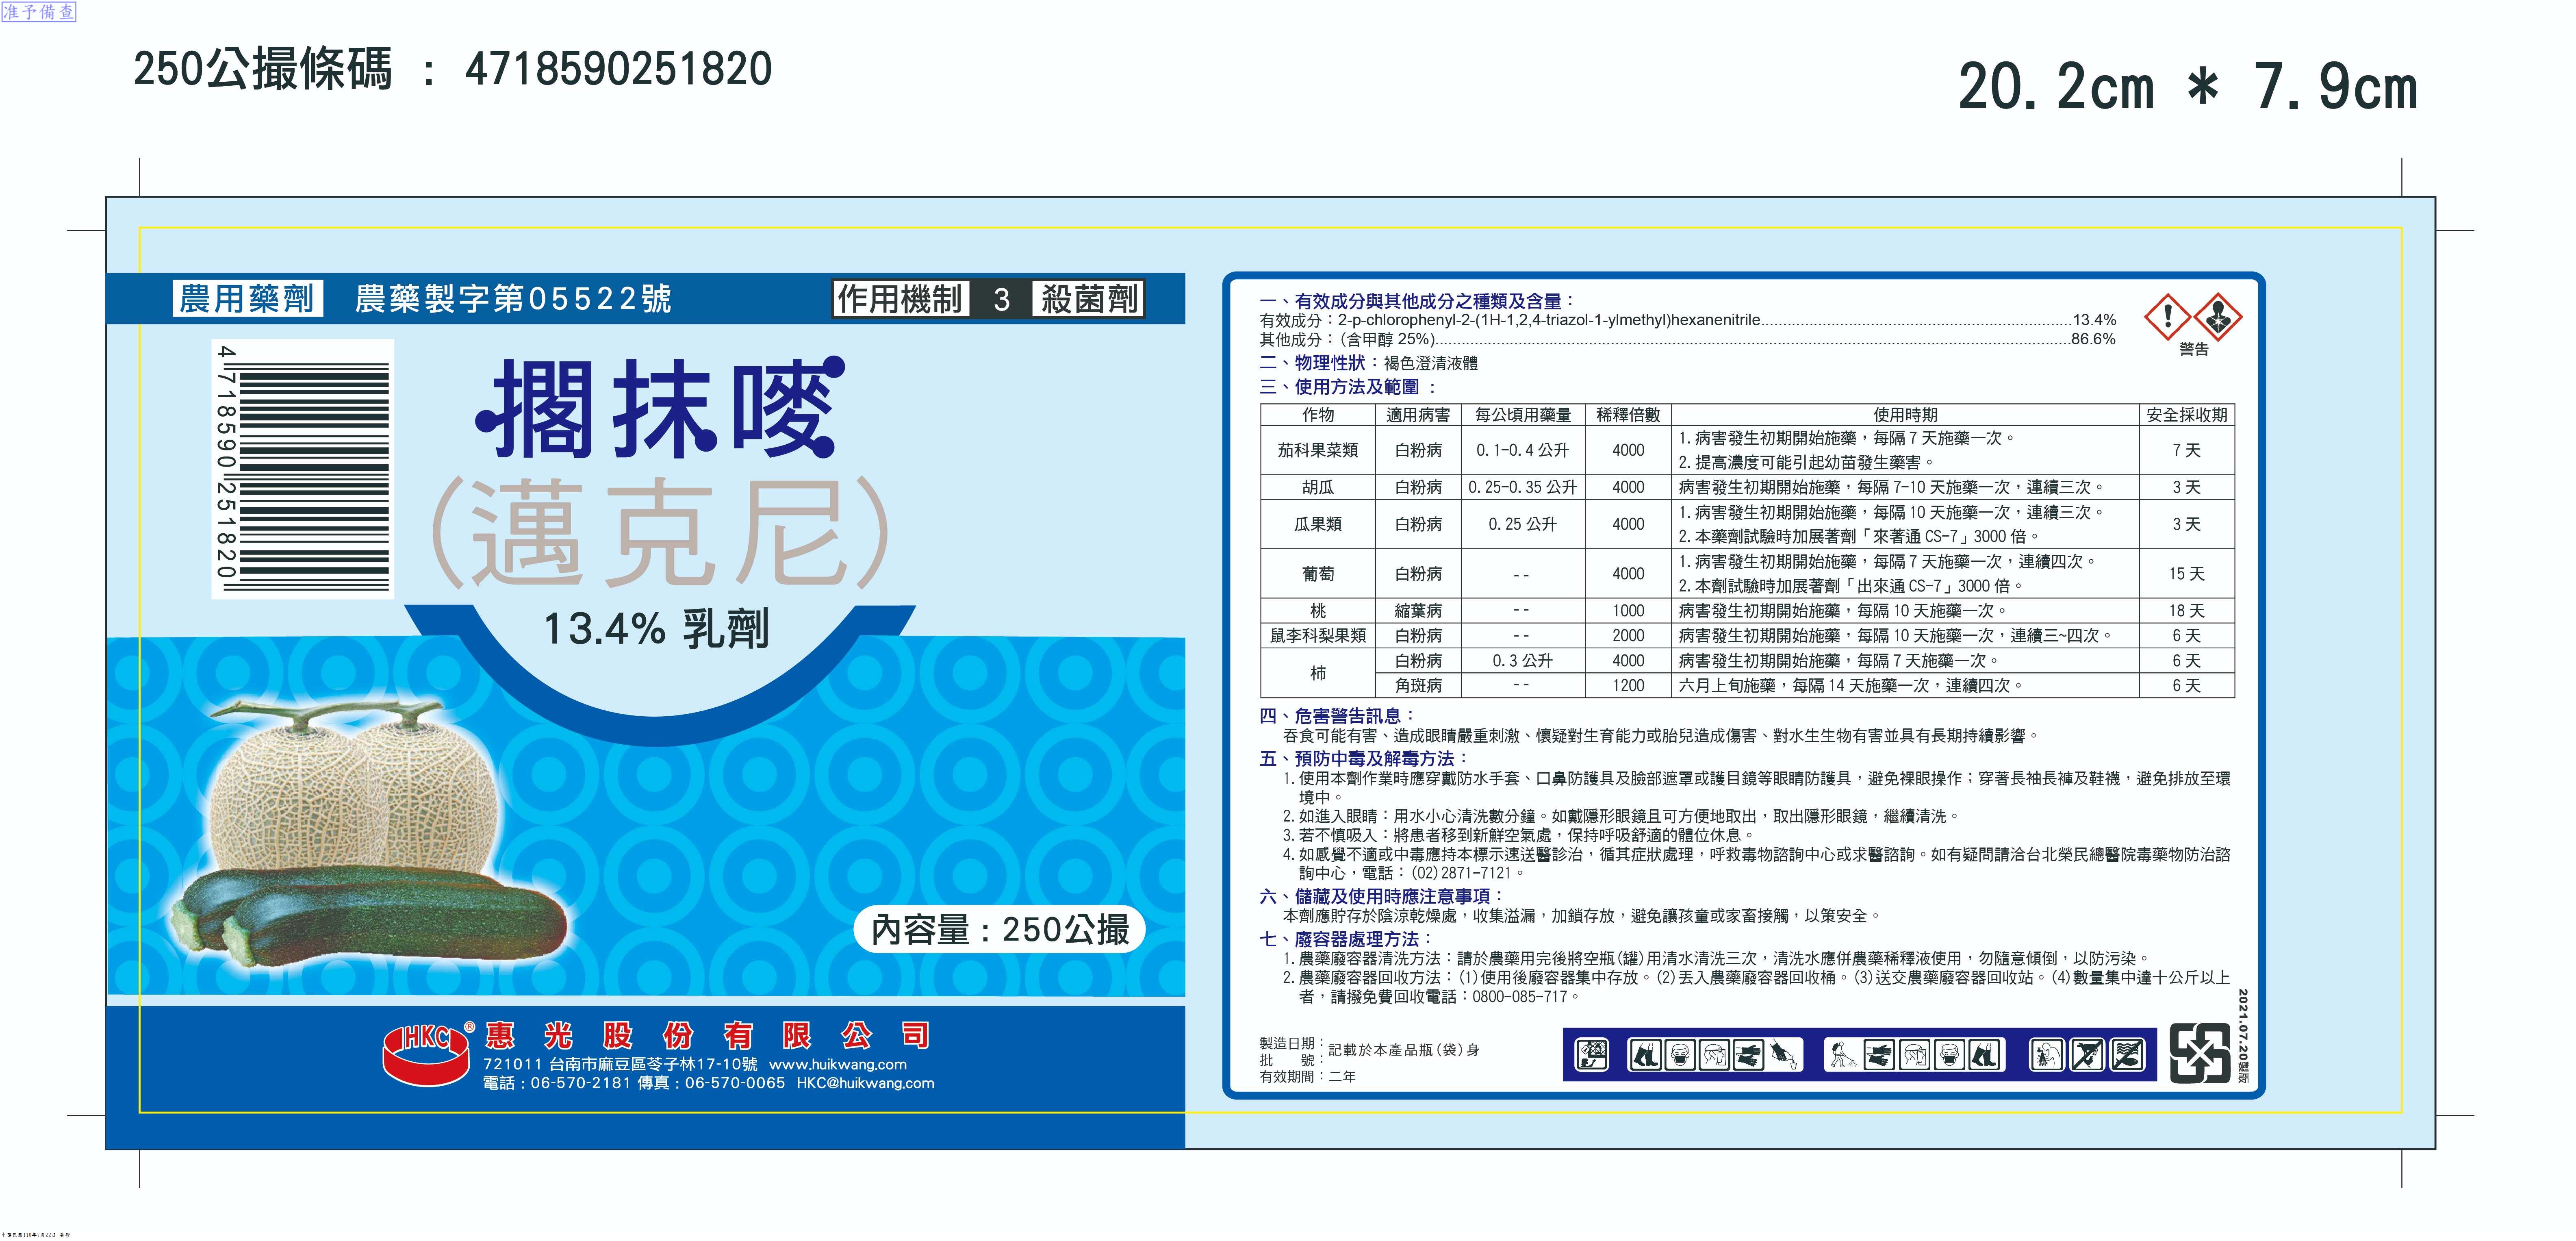 准予備查
250公撮條碼 : 4718590251820
20.2cm * 7.9cm
農用藥劑 農藥製字第05522號 作用機制 3 殺菌劑
4 718590 251820
擱抹嘜
(邁克尼)
13.4% 乳劑
內容量：250公撮
HKC® 惠光股份有限公司
721011 台南市麻豆區苓子林17-10號 www.huikwang.com
電話：06-570-2181 傳真：06-570-0065 HKC@huikwang.com
一、有效成分與其他成分之種類及含量：
有效成分：2-p-chlorophenyl-2-(1H-1,2,4-triazol-1-ylmethyl)hexanenitrile......13.4%
其他成分：(含甲醇 25%)......86.6%
警告
二、物理性狀：褐色澄清液體
三、使用方法及範圍：
作物 適用病害 每公頃用藥量 稀釋倍數 使用時期 安全採收期
茄科果菜類 白粉病 0.1-0.4 公升 4000 1.病害發生初期開始施藥，每隔 7 天施藥一次。 7 天
2.提高濃度可能引起幼苗發生藥害。
胡瓜 白粉病 0.25-0.35 公升 4000 病害發生初期開始施藥，每隔 7-10 天施藥一次，連續三次。 3 天
瓜果類 白粉病 0.25 公升 4000 1.病害發生初期開始施藥，每隔 10 天施藥一次，連續三次。 3 天
2.本藥劑試驗時加展著劑「來著通 CS-7」3000 倍。
葡萄 白粉病 -- 4000 1.病害發生初期開始施藥，每隔 7 天施藥一次，連續四次。 15 天
2.本劑試驗時加展著劑「出來通 CS-7」3000 倍。
桃 縮葉病 -- 1000 病害發生初期開始施藥，每隔 10 天施藥一次。 18 天
鼠李科梨果類 白粉病 -- 2000 病害發生初期開始施藥，每隔 10 天施藥一次，連續三~四次。 6 天
柿 白粉病 0.3 公升 4000 病害發生初期開始施藥，每隔 7 天施藥一次。 6 天
角斑病 -- 1200 六月上旬施藥，每隔 14 天施藥一次，連續四次。 6 天
四、危害警告訊息：
吞食可能有害、造成眼睛嚴重刺激、懷疑對生育能力或胎兒造成傷害、對水生生物有害並具有長期持續影響。
五、預防中毒及解毒方法：
1.使用本劑作業時應穿戴防水手套、口鼻防護具及臉部遮罩或護目鏡等眼睛防護具，避免裸眼操作；穿著長袖長褲及鞋襪，避免排放至環
境中。
2.如進入眼睛：用水小心清洗數分鐘。如戴隱形眼鏡且可方便地取出，取出隱形眼鏡，繼續清洗。
3.若不慎吸入：將患者移到新鮮空氣處，保持呼吸舒適的體位休息。
4.如感覺不適或中毒應持本標示速送醫診治，循其症狀處理，呼救毒物諮詢中心或求醫諮詢。如有疑問請洽台北榮民總醫院毒藥物防治諮
詢中心，電話：(02)2871-7121。
六、儲藏及使用時應注意事項：
本劑應貯存於陰涼乾燥處，收集溢漏，加鎖存放，避免讓孩童或家畜接觸，以策安全。
七、廢容器處理方法：
1.農藥廢容器清洗方法：請於農藥用完後將空瓶(罐)用清水清洗三次，清洗水應併農藥稀釋液使用，勿隨意傾倒，以防污染。
2.農藥廢容器回收方法：(1)使用後廢容器集中存放。(2)丟入農藥廢容器回收桶。(3)送交農藥廢容器回收站。(4)數量集中達十公斤以上
者，請撥免費回收電話：0800-085-717。
製造日期：
批　　號：記載於本產品瓶(袋)身
有效期間：二年
2021.07.20製版
中華民國110年7月22日